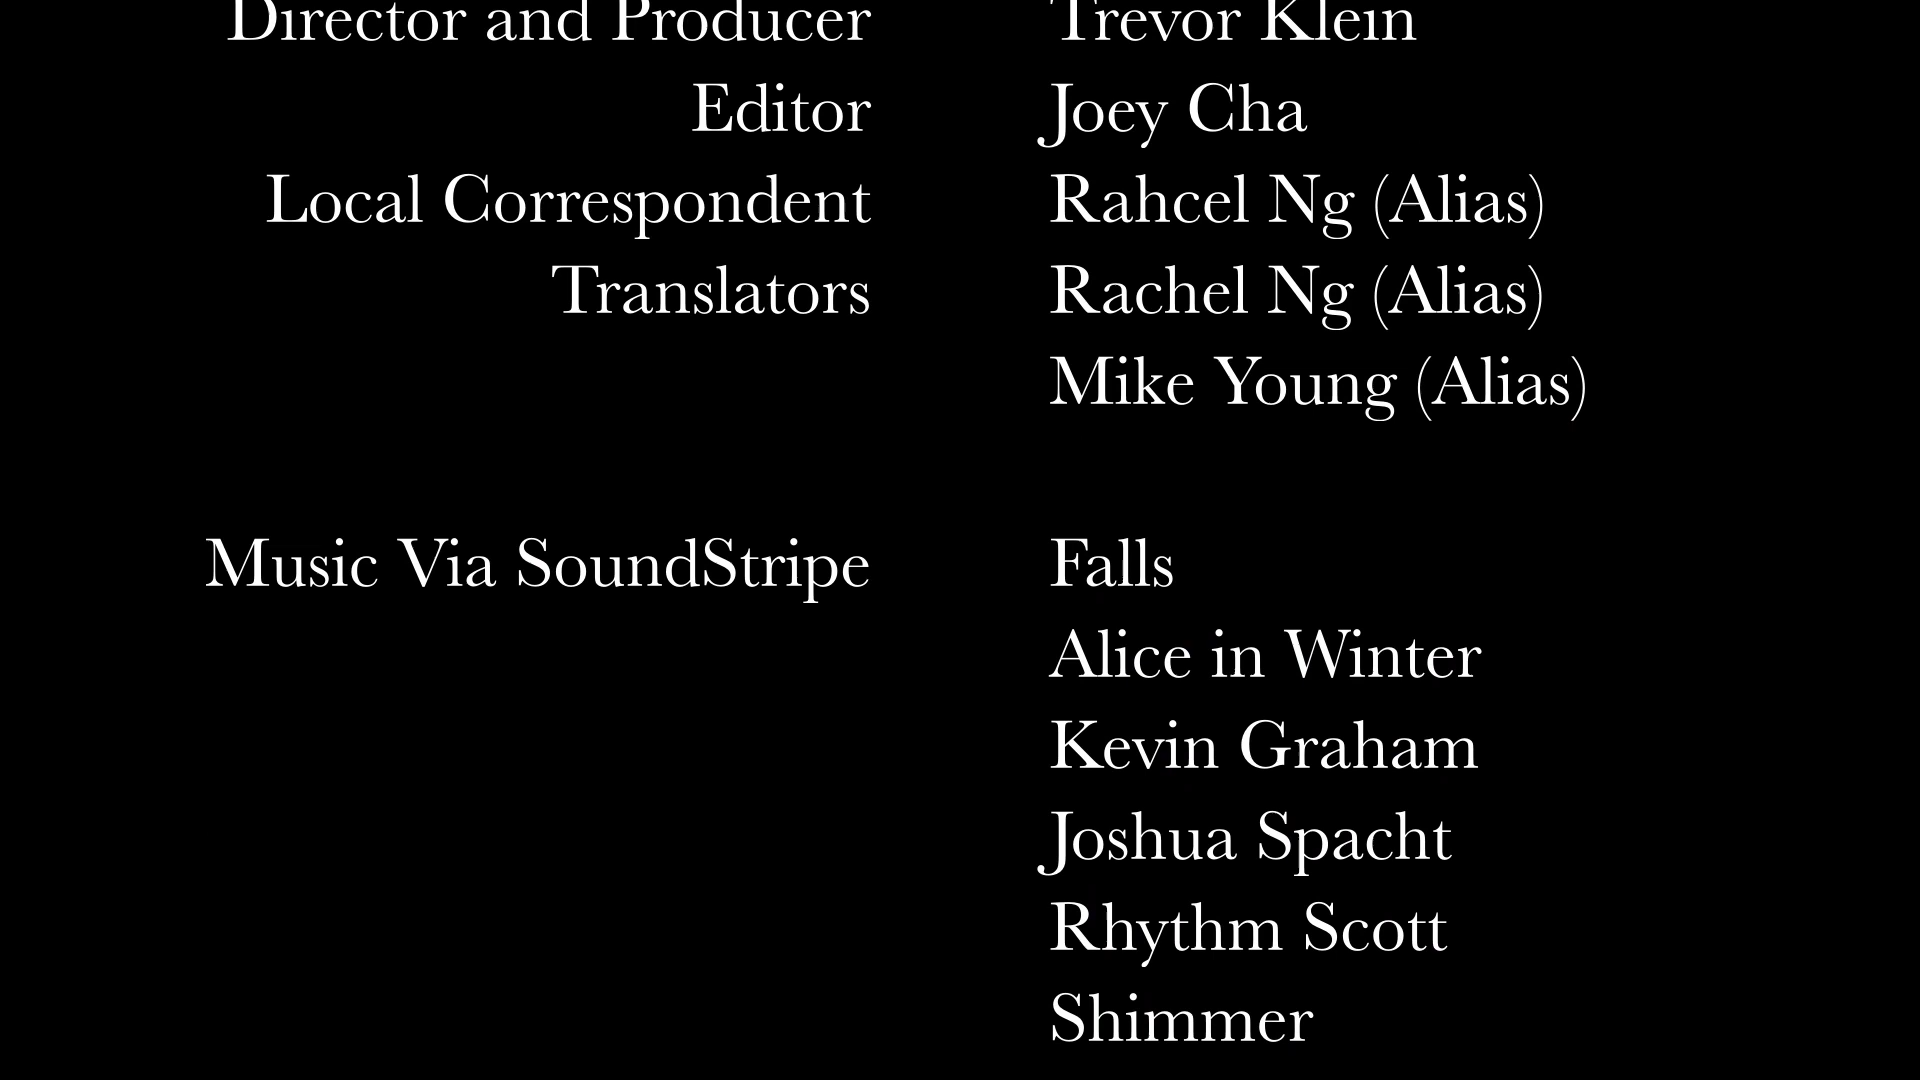 Director and Producer Trevor Klein
Editor Joey Cha
Local Correspondent Rahcel Ng (Alias)
Translators Rachel Ng (Alias)
Mike Young (Alias)
Music Via SoundStripe Falls
Alice in Winter
Kevin Graham
Joshua Spacht
Rhythm Scott
Shimmer